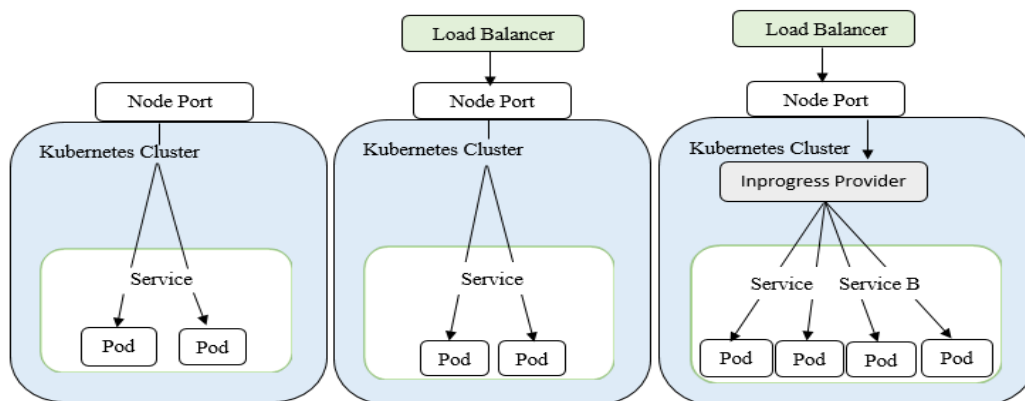 Node Port
Kubernetes Cluster
Service
Pod
Pod
Load Balancer
Node Port
Kubernetes Cluster
Service
Pod
Pod
Load Balancer
Node Port
Kubernetes Cluster
Inprogress Provider
Service
Service B
Pod
Pod
Pod
Pod